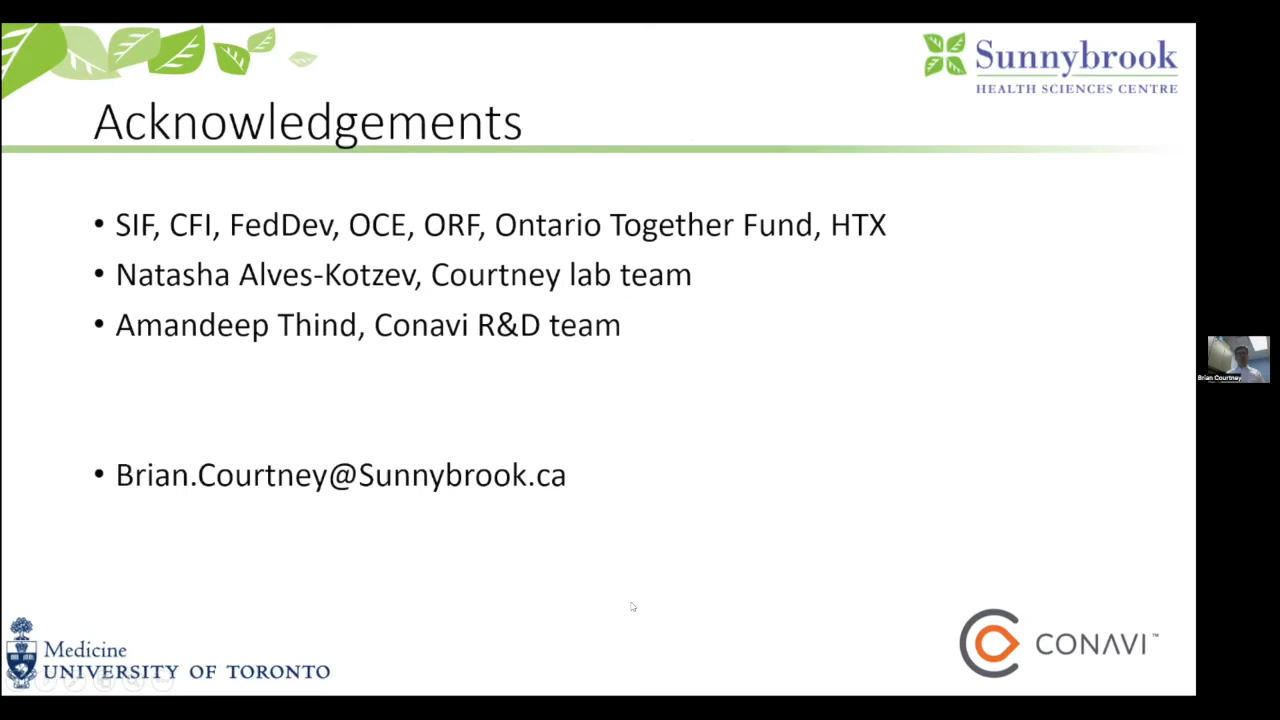 Sunnybrook
HEALTH SCIENCES CENTRE
Acknowledgements
• SIF, CFI, FedDev, OCE, ORF, Ontario Together Fund, HTX
• Natasha Alves-Kotzev, Courtney lab team
• Amandeep Thind, Conavi R&D team
• Brian.Courtney@Sunnybrook.ca
Brian Courtney
Medicine
UNIVERSITY OF TORONTO
CONAVI™